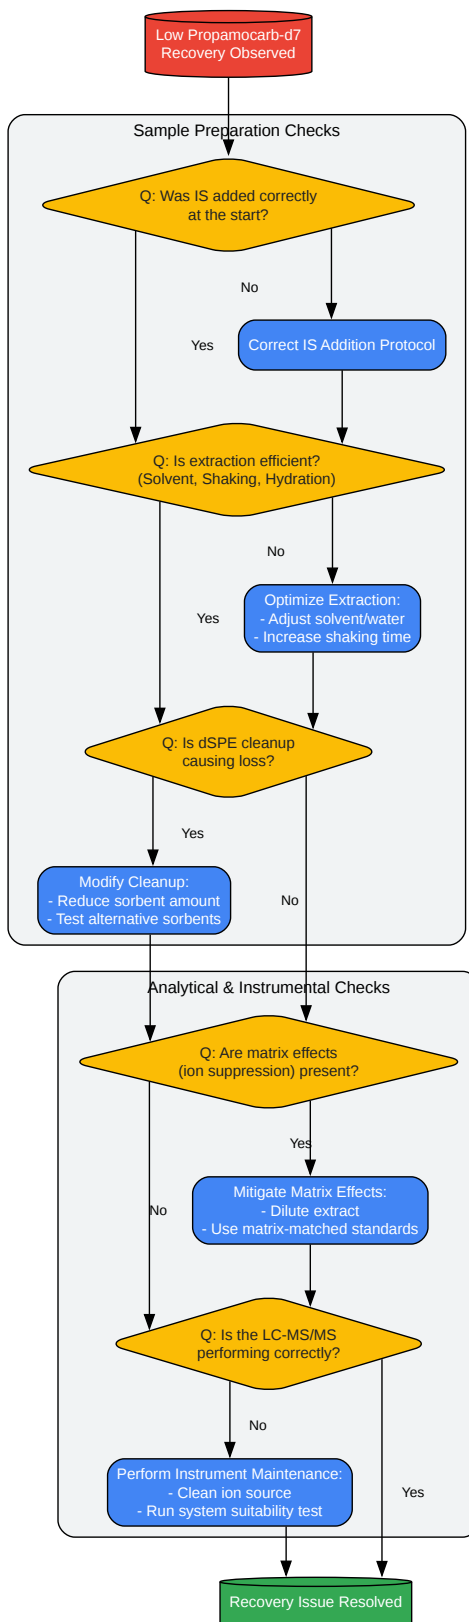 Low Propamocarb-d7
Recovery Observed
Sample Preparation Checks
Q: Was IS added correctly
at the start?
No
Yes
Correct IS Addition Protocol
Q: Is extraction efficient?
(Solvent, Shaking, Hydration)
No
Yes
Optimize Extraction:
- Adjust solvent/water
- Increase shaking time
Q: Is dSPE cleanup
causing loss?
Yes
Modify Cleanup:
- Reduce sorbent amount
- Test alternative sorbents
No
Analytical & Instrumental Checks
Q: Are matrix effects
(ion suppression) present?
Yes
No
Mitigate Matrix Effects:
- Dilute extract
- Use matrix-matched standards
Q: Is the LC-MS/MS
performing correctly?
No
Perform Instrument Maintenance:
- Clean ion source
- Run system suitability test
Yes
Recovery Issue Resolved